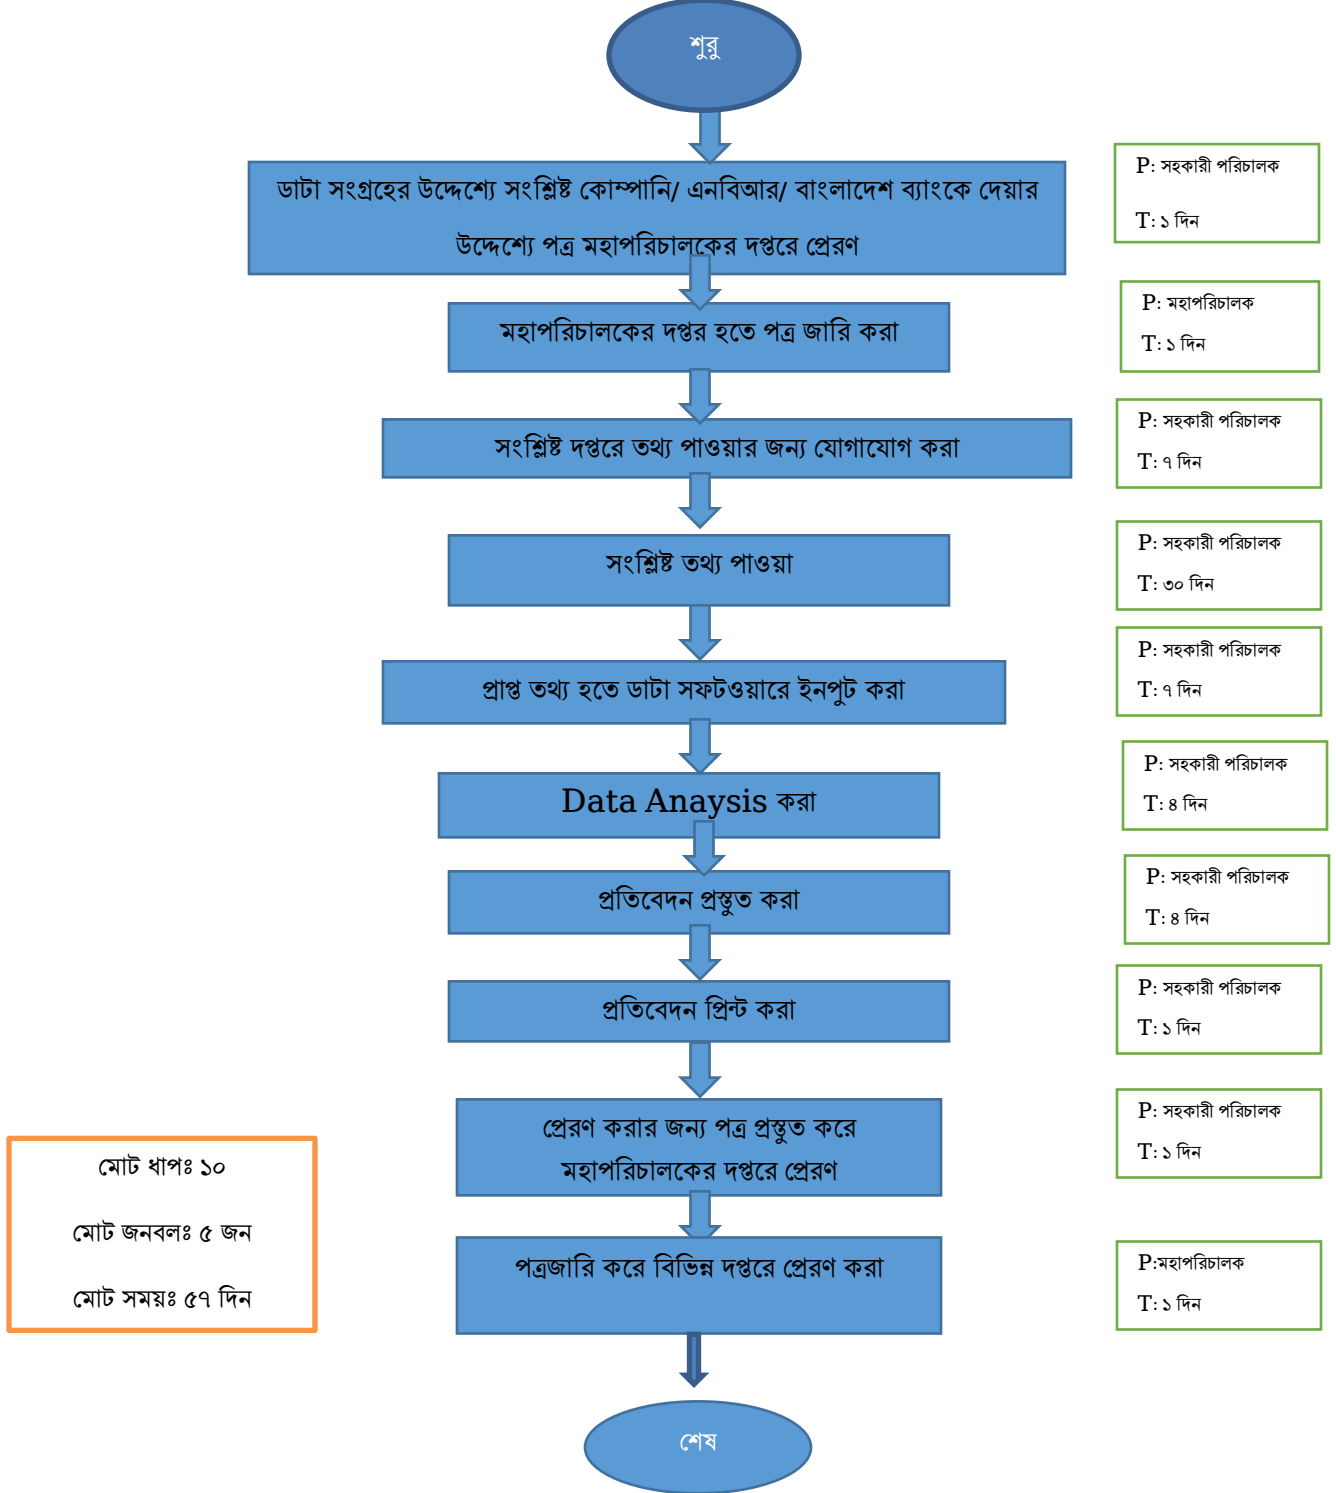 শুরু
ডাটা সংগ্রহের উদ্দেশ্যে সংশ্লিষ্ট কোম্পানি/ এনবিআর/ বাংলাদেশ ব্যাংকে দেয়ার
উদ্দেশ্যে পত্র মহাপরিচালকের দপ্তরে প্রেরণ
P: সহকারী পরিচালক
T: ১ দিন
মহাপরিচালকের দপ্তর হতে পত্র জারি করা
P: মহাপরিচালক
T: ১ দিন
সংশ্লিষ্ট দপ্তরে তথ্য পাওয়ার জন্য যোগাযোগ করা
P: সহকারী পরিচালক
T: ৭ দিন
সংশ্লিষ্ট তথ্য পাওয়া
P: সহকারী পরিচালক
T: ৩০ দিন
প্রাপ্ত তথ্য হতে ডাটা সফটওয়ারে ইনপুট করা
P: সহকারী পরিচালক
T: ৭ দিন
Data Anaysis করা
P: সহকারী পরিচালক
T: ৪ দিন
প্রতিবেদন প্রস্তুত করা
P: সহকারী পরিচালক
T: ৪ দিন
প্রতিবেদন প্রিন্ট করা
P: সহকারী পরিচালক
T: ১ দিন
প্রেরণ করার জন্য পত্র প্রস্তুত করে
মহাপরিচালকের দপ্তরে প্রেরণ
P: সহকারী পরিচালক
T: ১ দিন
মোট ধাপঃ ১০
মোট জনবলঃ ৫ জন
মোট সময়ঃ ৫৭ দিন
পত্রজারি করে বিভিন্ন দপ্তরে প্রেরণ করা
P:মহাপরিচালক
T: ১ দিন
শেষ